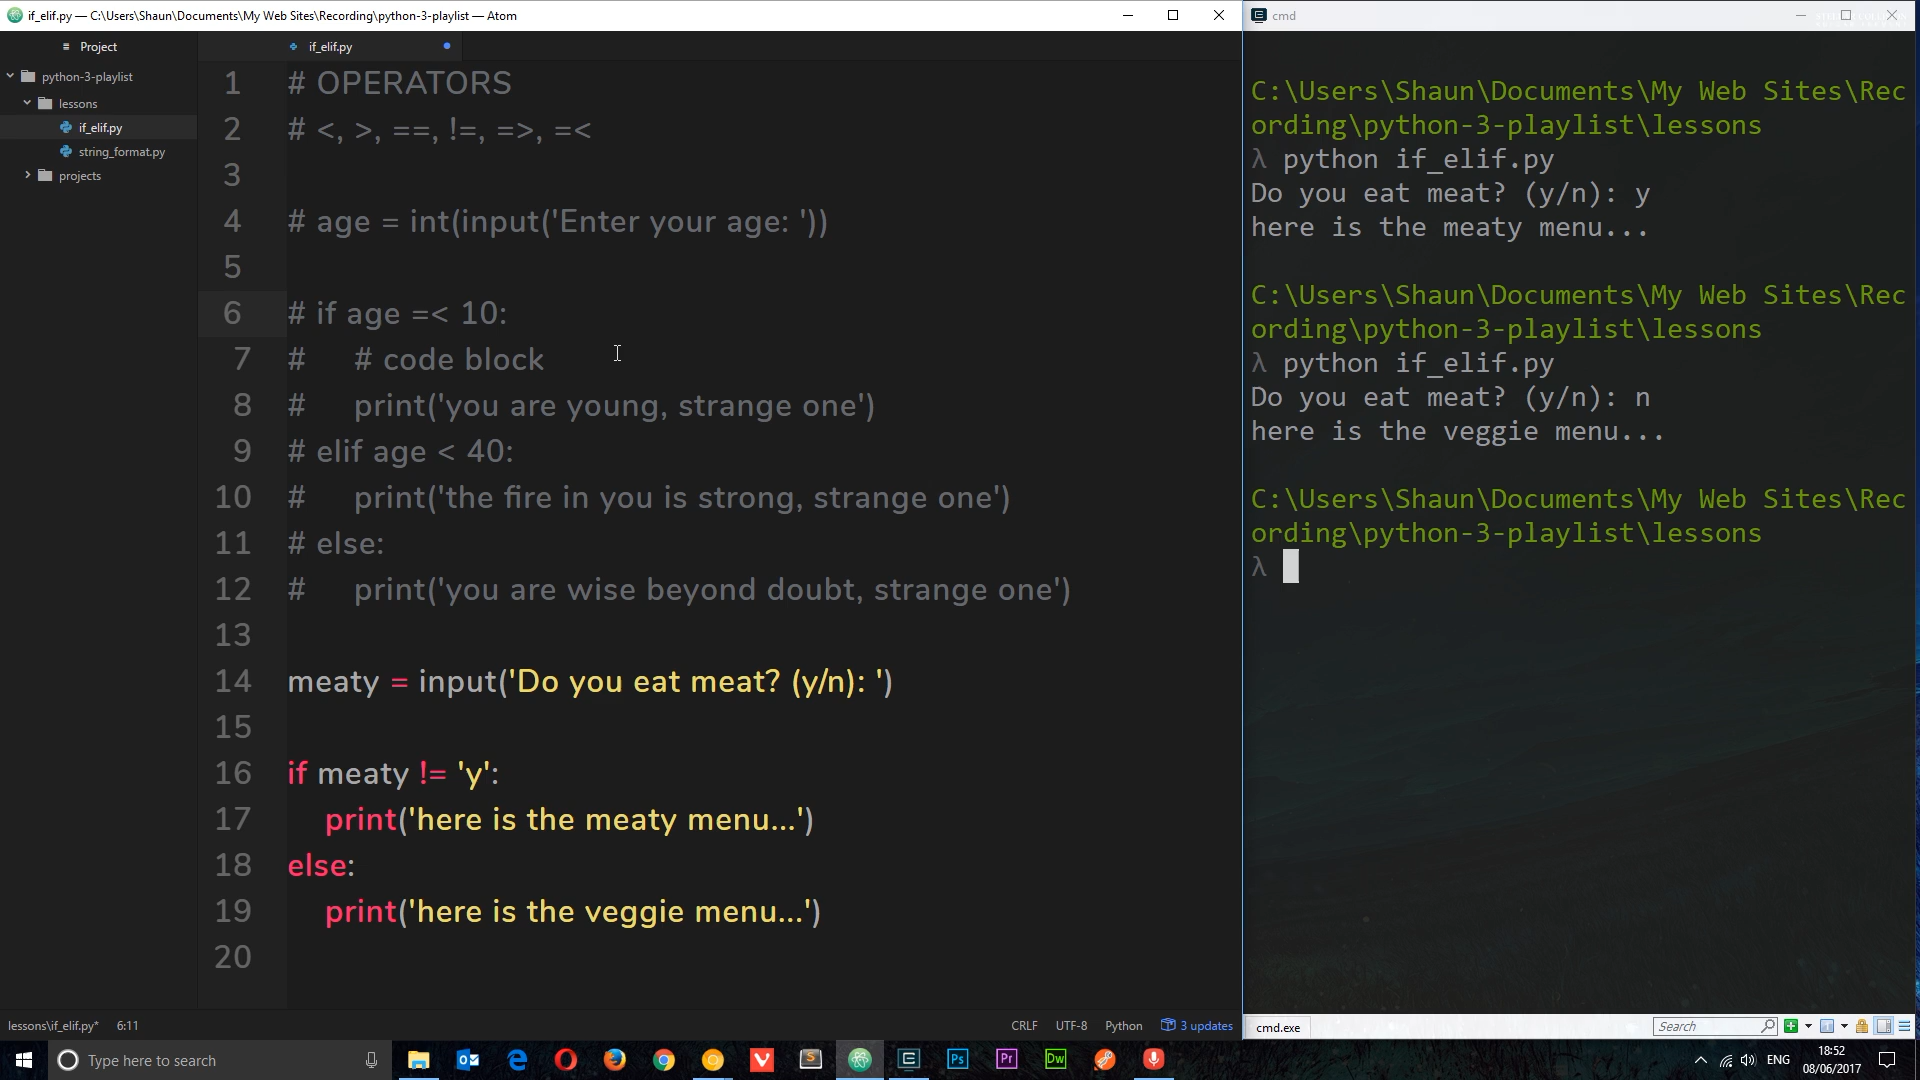 if_elif.py — C:\Users\Shaun\Documents\My Web Sites\Recording\python-3-playlist — Atom
Project
python-3-playlist
lessons
if_elif.py
string_format.py
projects
if_elif.py
1 # OPERATORS
2 # <, >, ==, !=, =>, =<
3
4 # age = int(input('Enter your age: '))
5
6 # if age =< 10:
7 #     # code block
8 #     print('you are young, strange one')
9 # elif age < 40:
10 #     print('the fire in you is strong, strange one')
11 # else:
12 #     print('you are wise beyond doubt, strange one')
13
14 meaty = input('Do you eat meat? (y/n): ')
15
16 if meaty != 'y':
17     print('here is the meaty menu...')
18 else:
19     print('here is the veggie menu...')
20
lessons\if_elif.py* 6:11
CRLF UTF-8 Python 3 updates
cmd
C:\Users\Shaun\Documents\My Web Sites\Rec
ording\python-3-playlist\lessons
λ python if_elif.py
Do you eat meat? (y/n): y
here is the meaty menu...
C:\Users\Shaun\Documents\My Web Sites\Rec
ording\python-3-playlist\lessons
λ python if_elif.py
Do you eat meat? (y/n): n
here is the veggie menu...
C:\Users\Shaun\Documents\My Web Sites\Rec
ording\python-3-playlist\lessons
λ
cmd.exe
Search
Type here to search
Ps
Pr
Dw
ENG
18:52
08/06/2017